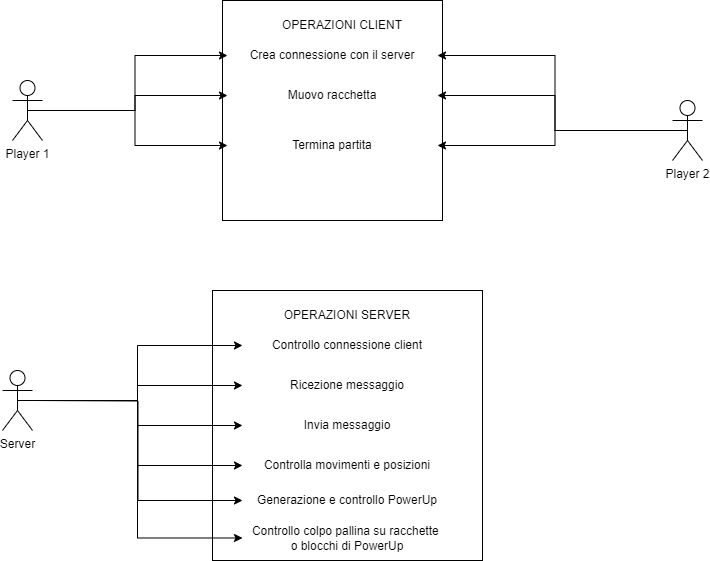 OPERAZIONI CLIENT
Crea connessione con il server
Muovo racchetta
Termina partita
Player 1
Player 2
OPERAZIONI SERVER
Controllo connessione client
Ricezione messaggio
Invia messaggio
Controlla movimenti e posizioni
Generazione e controllo PowerUp
Controllo colpo pallina su racchette
o blocchi di PowerUp
Server